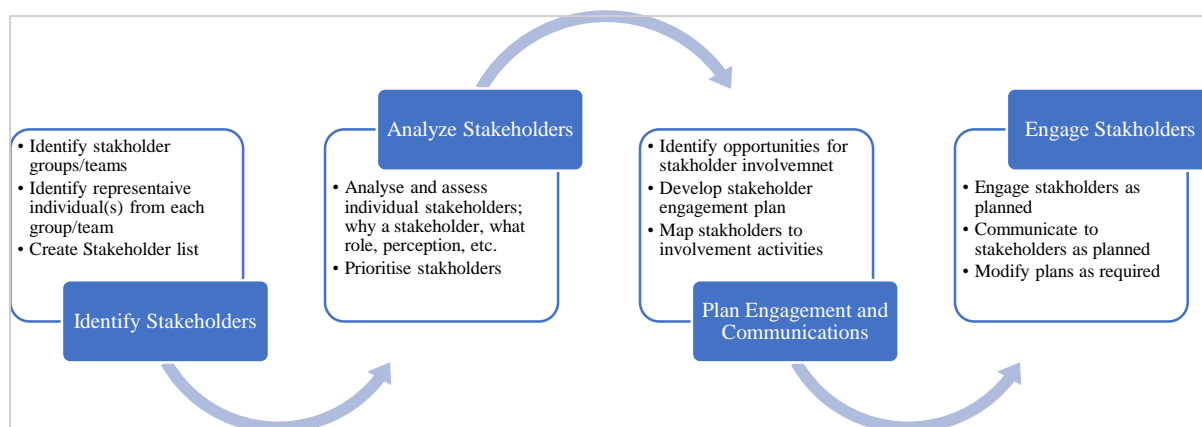 • Identify stakholder
groups/teams
• Identify representaive
individual(s) from each
group/team
• Create Stakeholder list
Identify Stakeholders
Analyze Stakeholders
• Analyse and assess
individual stakeholders;
why a stakeholder, what
role, perception, etc.
• Prioritise stakholders
• Identify opportunities for
stakholder involvemnet
• Develop stakeholder
engagement plan
• Map stakholders to
involvement activities
Plan Engagement and
Communications
Engage Stakholders
• Engage stakholders as
planned
• Communicate to
stakeholders as planned
• Modify plans as required